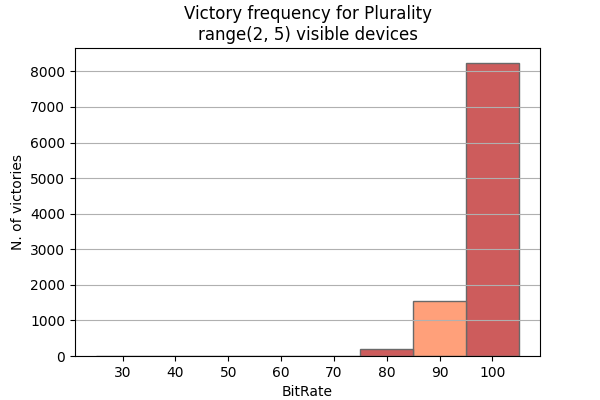 Victory frequency for Plurality
range(2, 5) visible devices
8000
7000
6000
5000
4000
3000
2000
1000
0
N. of victories
30 40 50 60 70 80 90 100
BitRate